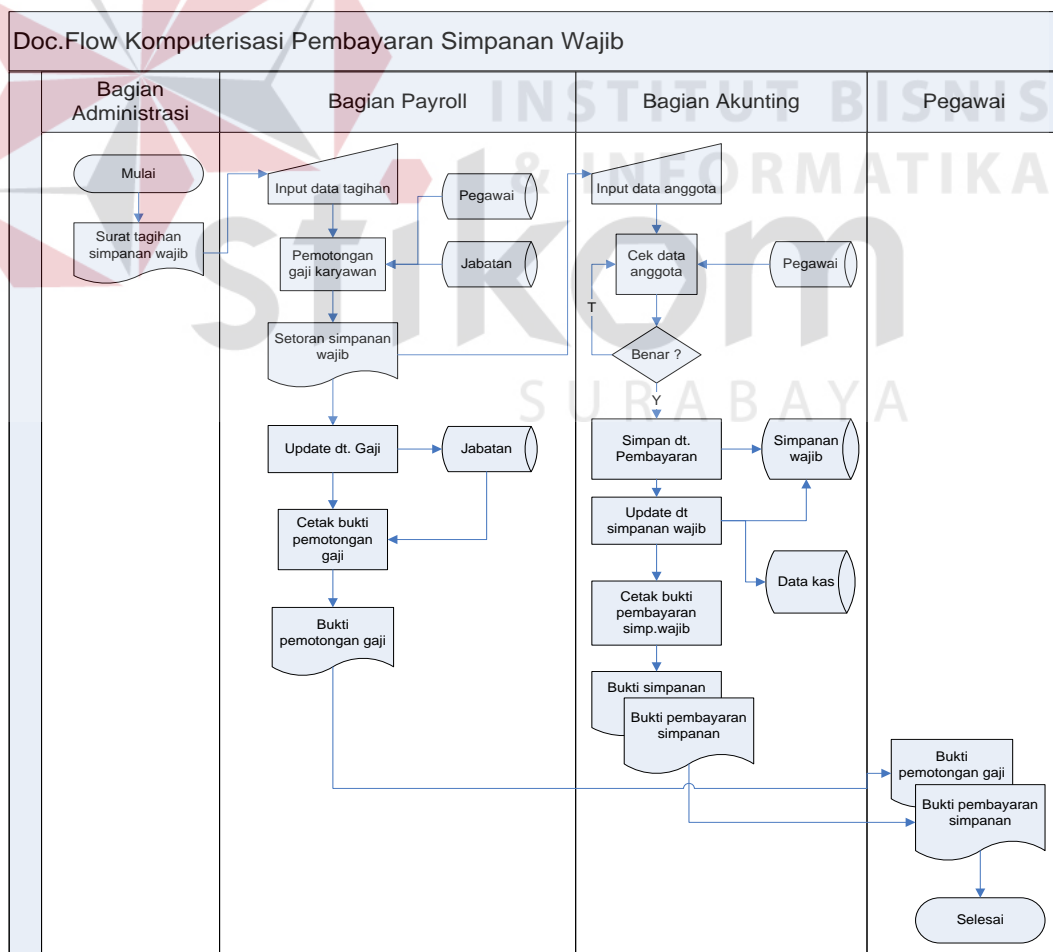 Doc.Flow Komputerisasi Pembayaran Simpanan Wajib
Bagian
Administrasi
Bagian Payroll
Bagian Akunting
Pegawai
INSTITUT BISNIS
& INFORMATIKA
stikom
SURABAYA
Mulai
Surat tagihan
simpanan wajib
Input data tagihan
Pegawai
Pemotongan
gaji karyawan
Jabatan
Setoran simpanan
wajib
Update dt. Gaji
Jabatan
Cetak bukti
pemotongan
gaji
Bukti
pemotongan gaji
Input data anggota
Cek data
anggota
Pegawai
T
Benar ?
Y
Simpan dt.
Pembayaran
Simpanan
wajib
Update dt
simpanan wajib
Data kas
Cetak bukti
pembayaran
simp.wajib
Bukti simpanan
Bukti pembayaran
simpanan
Bukti
pemotongan gaji
Bukti pembayaran
simpanan
Selesai